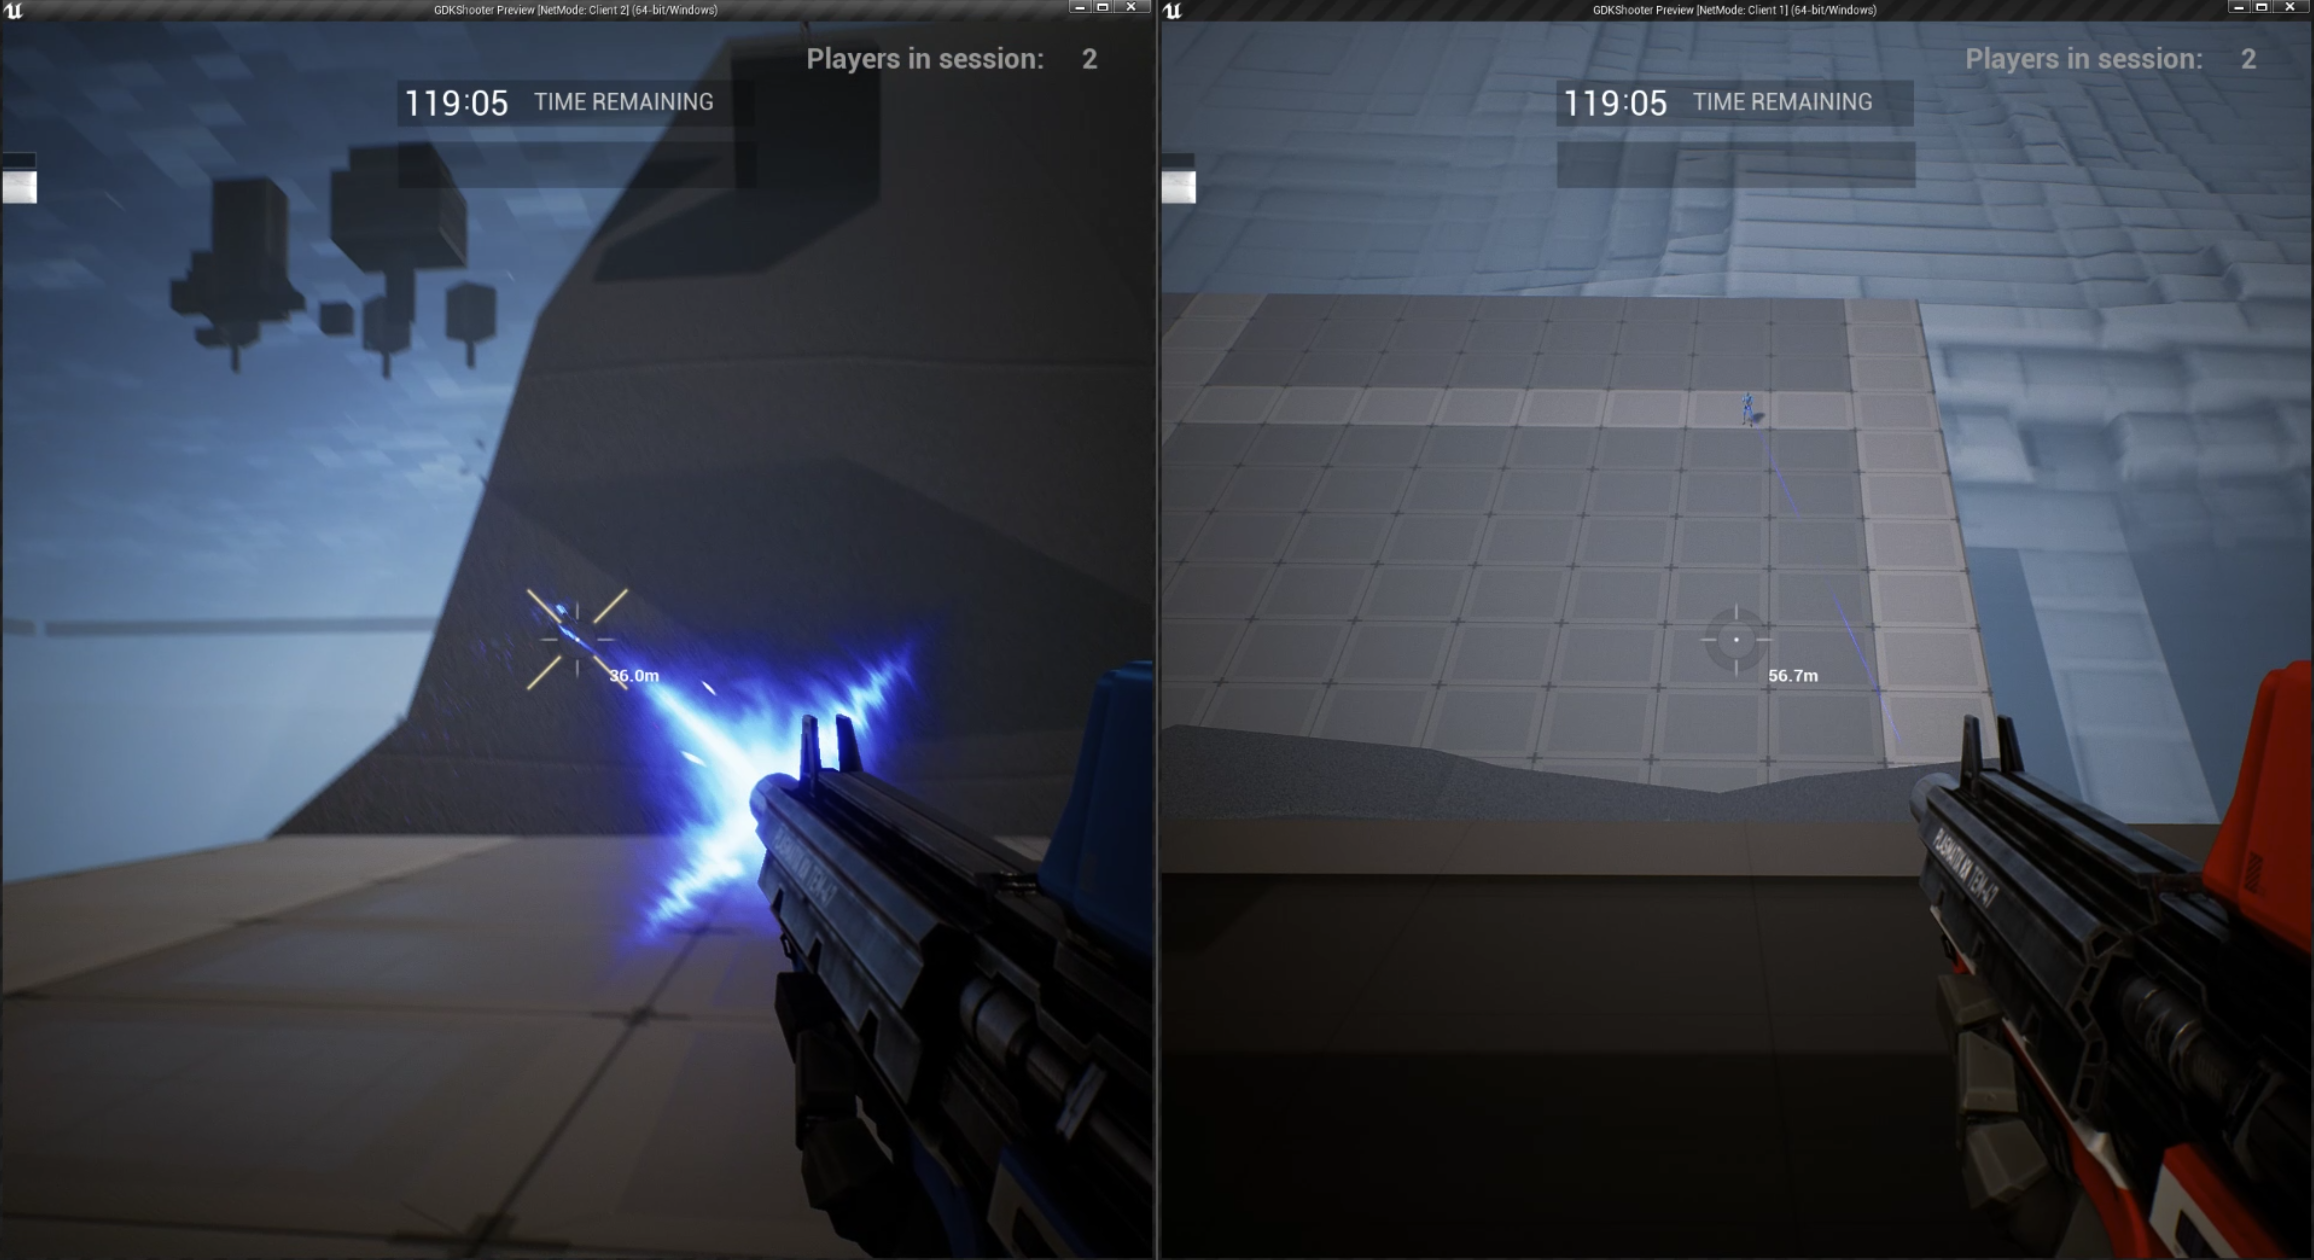 GDKShooter Preview [NetMode: Client 2] (64-bit/Windows)
Players in session: 2
119:05 TIME REMAINING
36.0m
GDKShooter Preview [NetMode: Client 1] (64-bit/Windows)
Players in session: 2
119:05 TIME REMAINING
56.7m